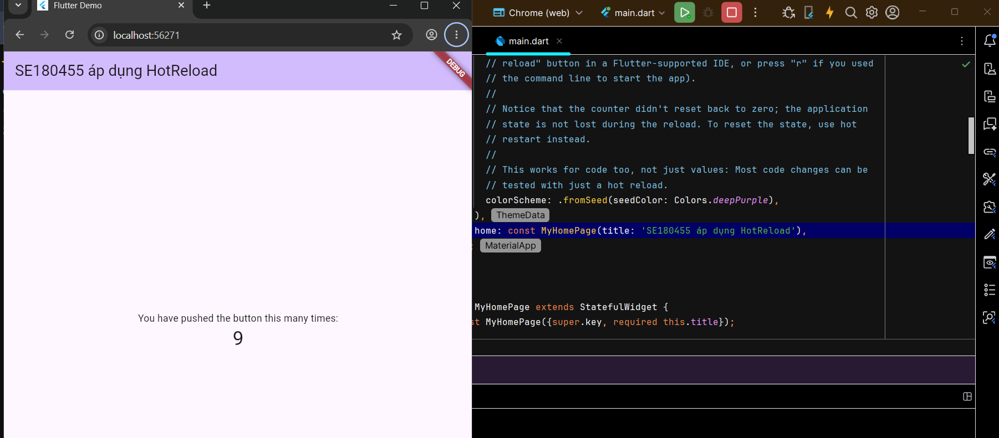 Flutter Demo
localhost:56271
SE180455 áp dụng HotReload
DEBUG
You have pushed the button this many times:
9
Chrome (web)
main.dart
main.dart
// reload" button in a Flutter-supported IDE, or press "r" if you used
// the command line to start the app).
//
// Notice that the counter didn't reset back to zero; the application
// state is not lost during the reload. To reset the state, use hot
// restart instead.
//
// This works for code too, not just values: Most code changes can be
// tested with just a hot reload.
colorScheme: .fromSeed(seedColor: Colors.deepPurple),
), ThemeData
home: const MyHomePage(title: 'SE180455 áp dụng HotReload'),
; MaterialApp
MyHomePage extends StatefulWidget {
st MyHomePage({super.key, required this.title});